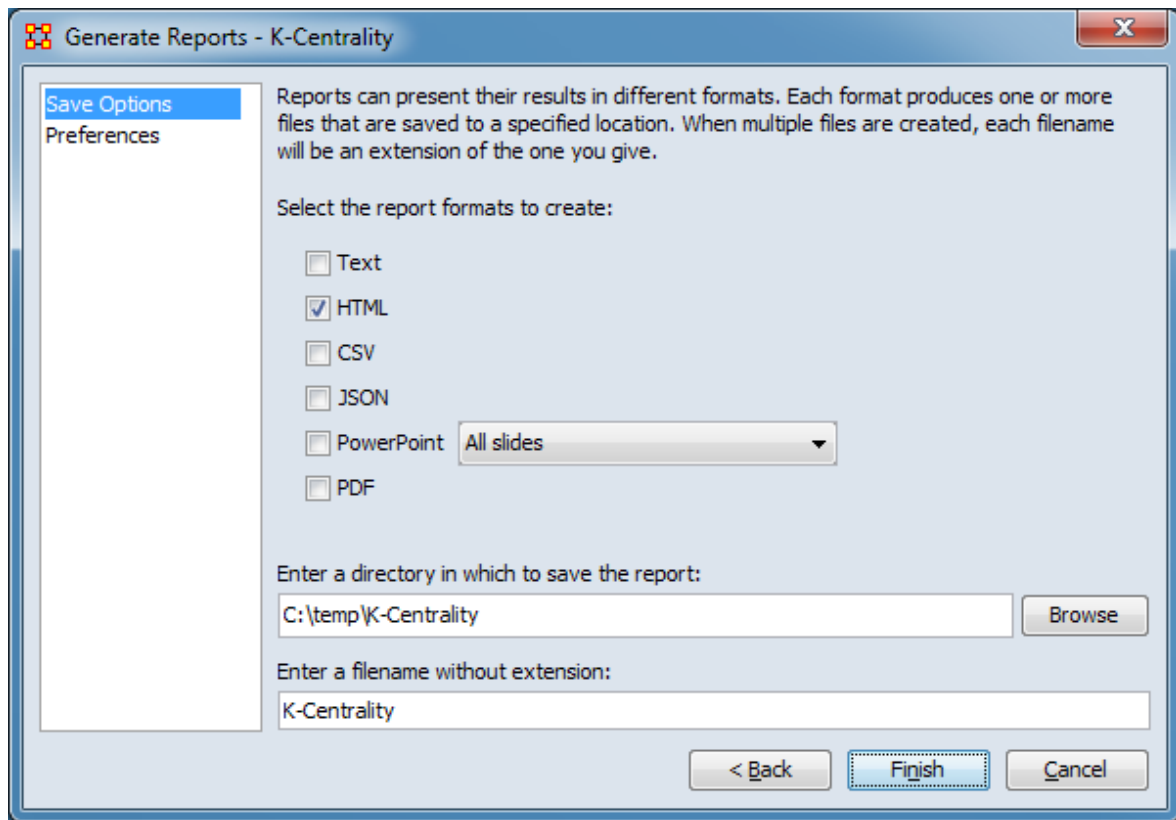 Generate Reports - K-Centrality
Save Options
Preferences
Reports can present their results in different formats. Each format produces one or more
files that are saved to a specified location. When multiple files are created, each filename
will be an extension of the one you give.
Select the report formats to create:
Text
HTML
CSV
JSON
PowerPoint All slides
PDF
Enter a directory in which to save the report:
C:\temp\K-Centrality Browse
Enter a filename without extension:
K-Centrality
< Back Finish Cancel